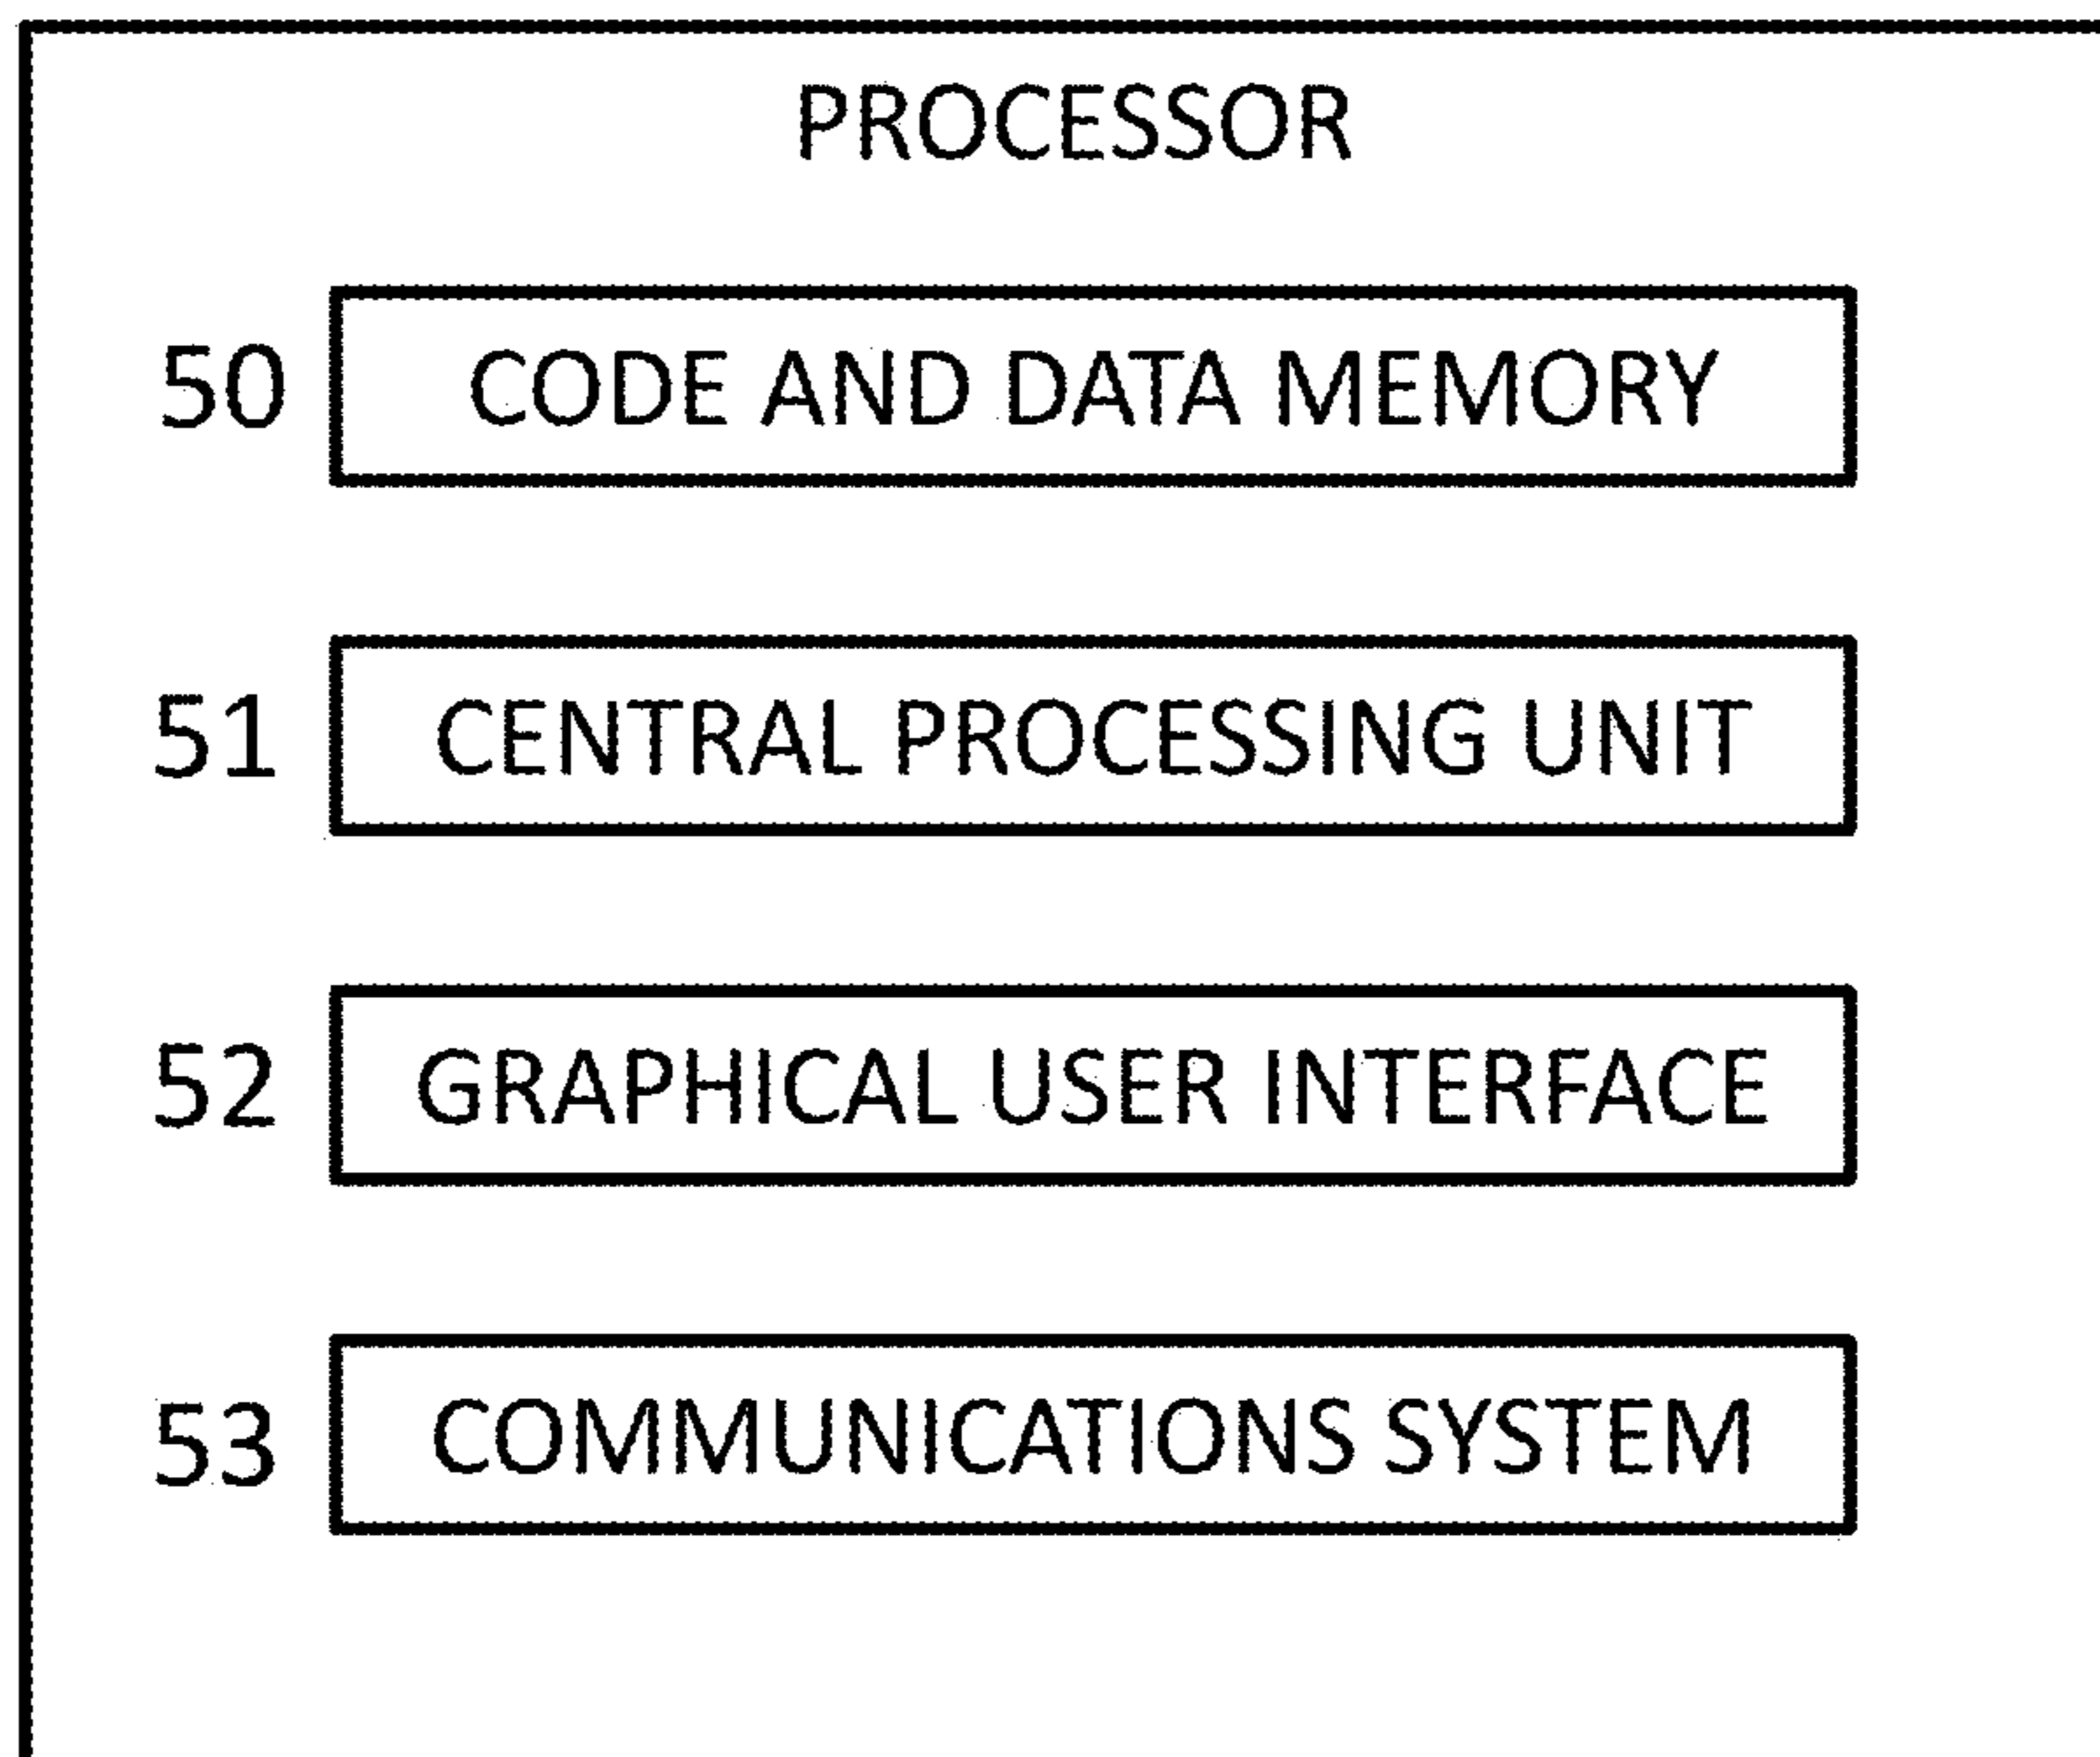 PROCESSOR
50 CODE AND DATA MEMORY
51 CENTRAL PROCESSING UNIT
52 GRAPHICAL USER INTERFACE
53 COMMUNICATIONS SYSTEM